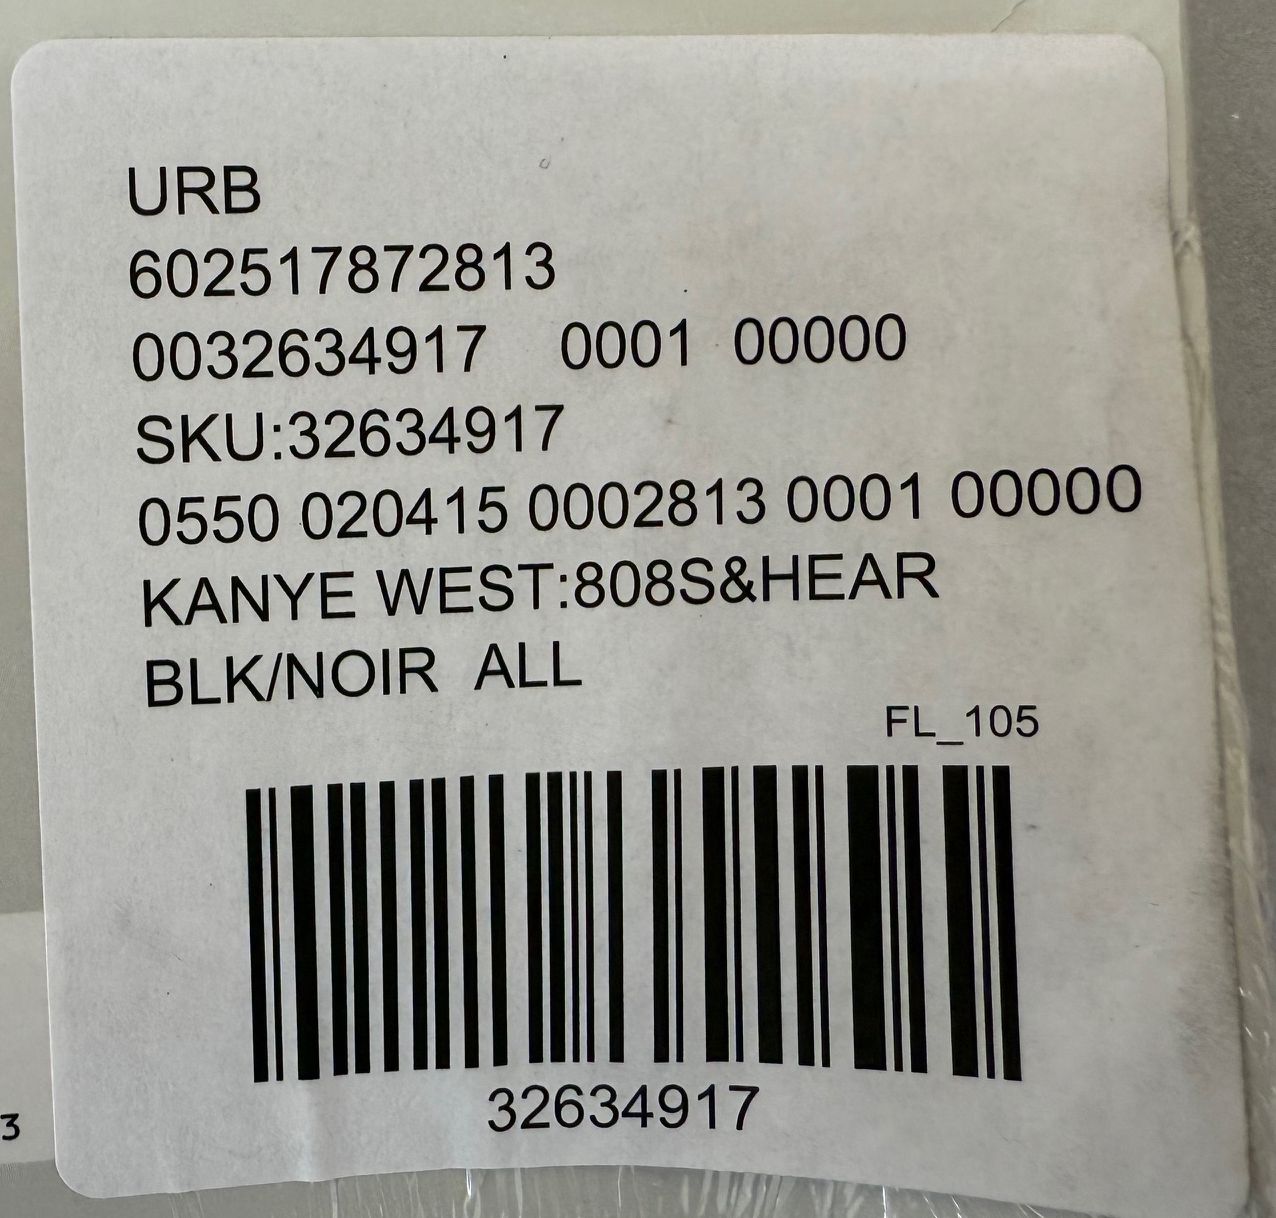 URB
602517872813
0032634917 0001 00000
SKU:32634917
0550 020415 0002813 0001 00000
KANYE WEST:808S&HEAR
BLK/NOIR ALL
FL_105
32634917
3